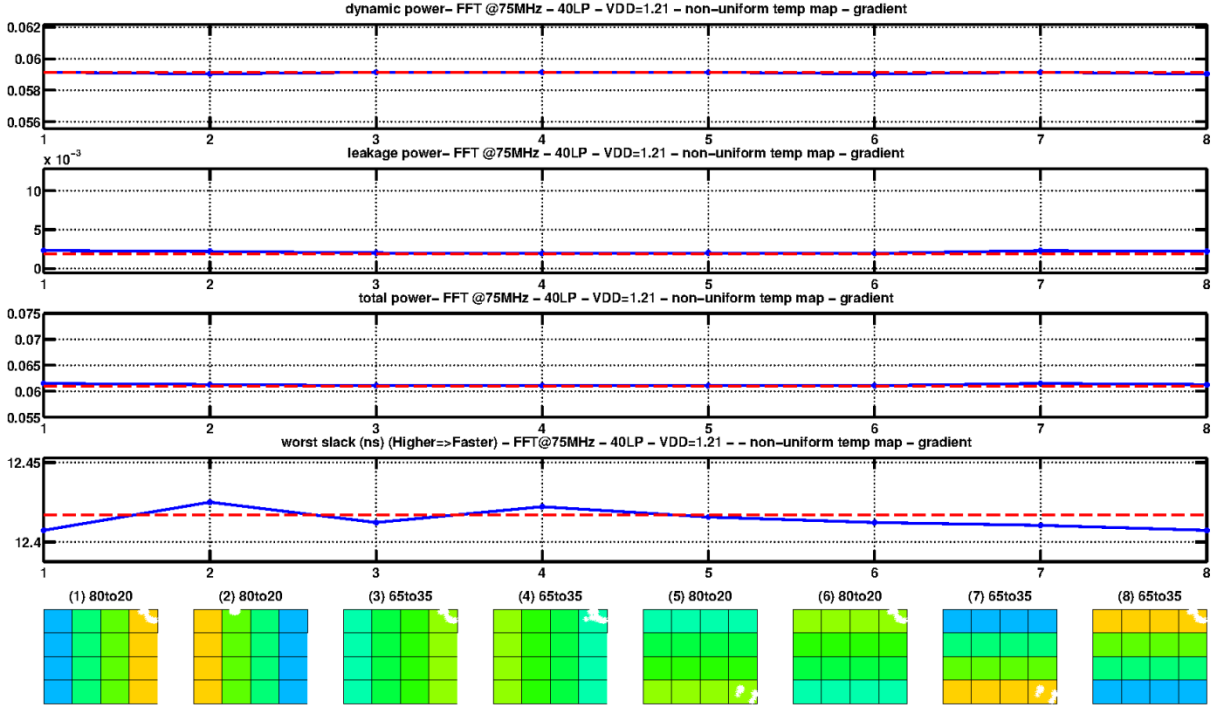 dynamic power– FFT @75MHz – 40LP – VDD=1.21 – non–uniform temp map – gradient
0.062
0.06
0.058
0.056
1 2 3 4 5 6 7 8
x 10⁻³
leakage power– FFT @75MHz – 40LP – VDD=1.21 – non–uniform temp map – gradient
10
5
0
1 2 3 4 5 6 7 8
total power– FFT @75MHz – 40LP – VDD=1.21 – non–uniform temp map – gradient
0.075
0.07
0.065
0.06
0.055
1 2 3 4 5 6 7 8
worst slack (ns) (Higher=>Faster) – FFT@75MHz – 40LP – VDD=1.21 – – non–uniform temp map – gradient
12.45
12.4
1 2 3 4 5 6 7 8
(1) 80to20 (2) 80to20 (3) 65to35 (4) 65to35 (5) 80to20 (6) 80to20 (7) 65to35 (8) 65to35